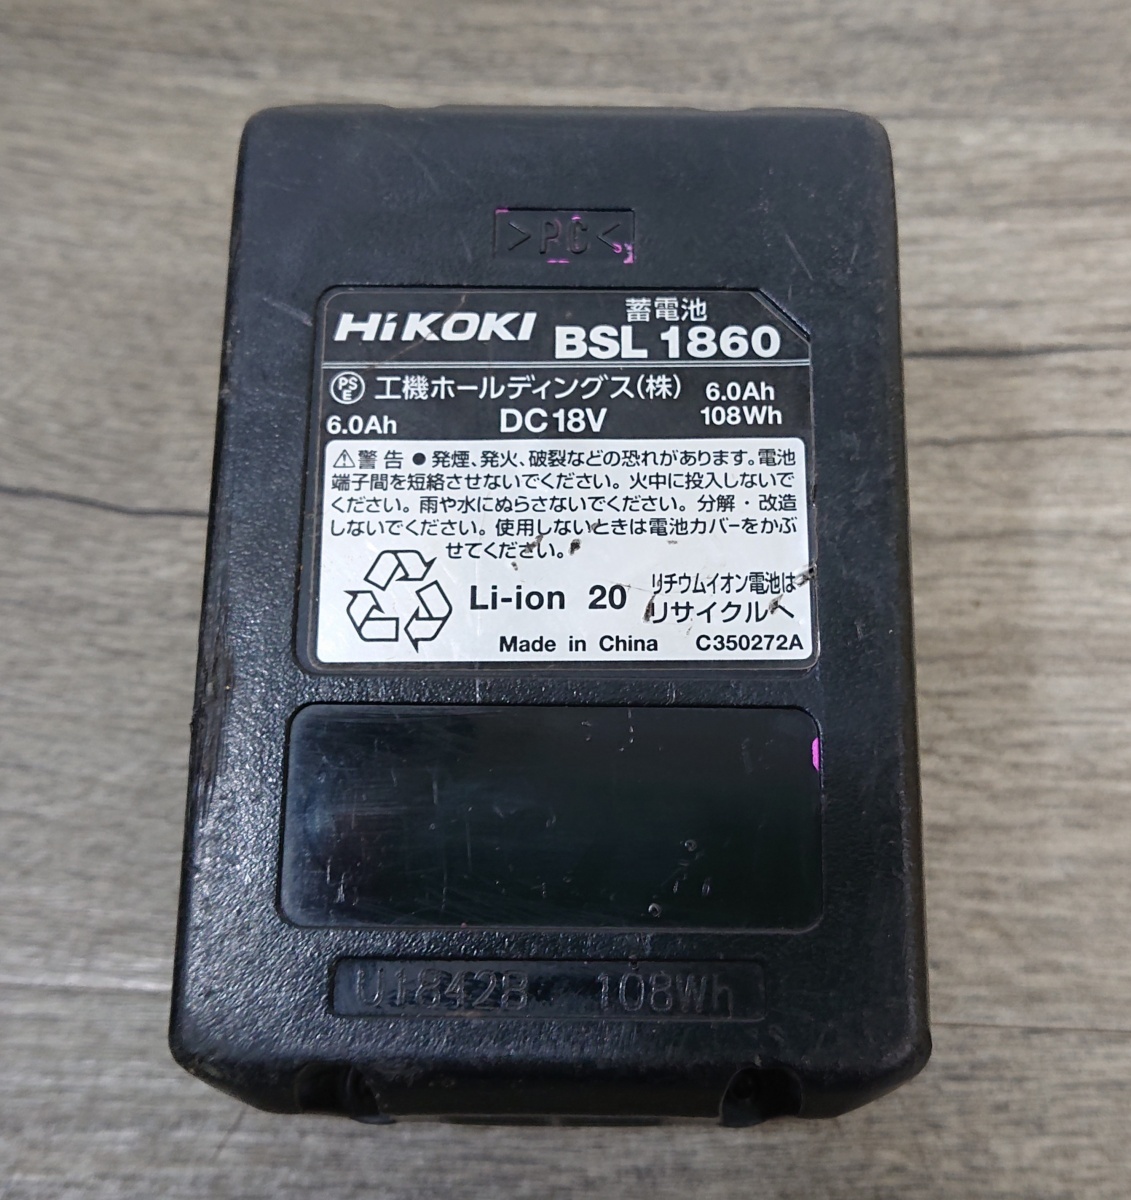 >PC<
蓄電池
HiKOKI BSL 1860
PSE 工機ホールディングス(株) 6.0Ah
6.0Ah DC18V 108Wh
⚠警告 ●発煙、発火、破裂などの恐れがあります。電池
端子間を短絡させないでください。火中に投入しないで
ください。雨や水にぬらさないでください。分解・改造
しないでください。使用しないときは電池カバーをかぶ
せてください。
Li-ion 20
リチウムイオン電池は
リサイクルへ
Made in China C350272A
U18428 108Wh